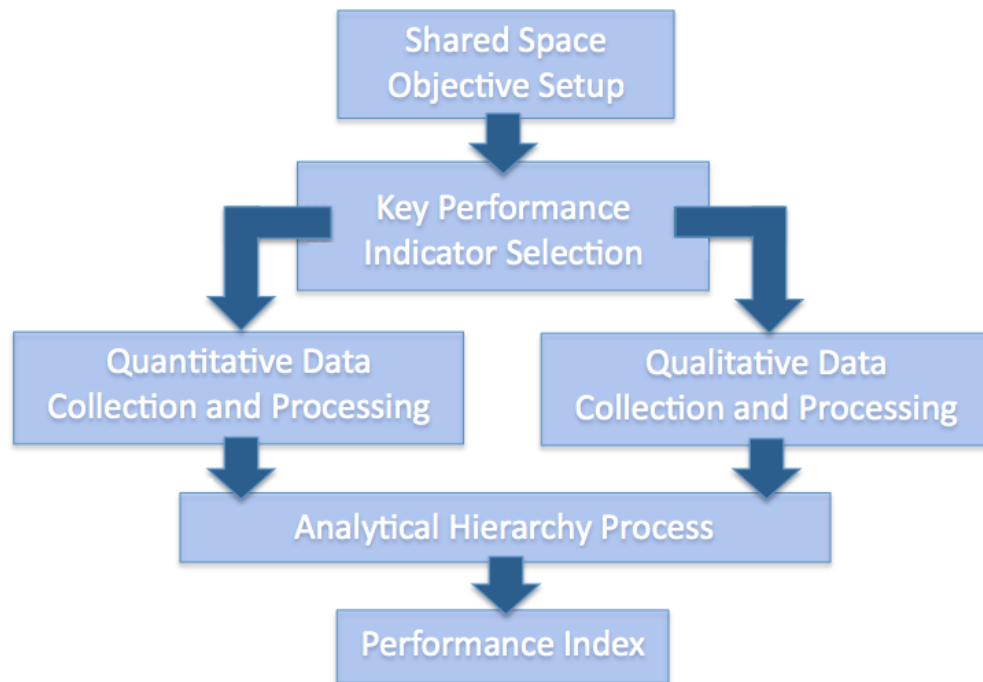 Shared Space
Objective Setup
Key Performance
Indicator Selection
Quantitative Data
Collection and Processing
Qualitative Data
Collection and Processing
Analytical Hierarchy Process
Performance Index